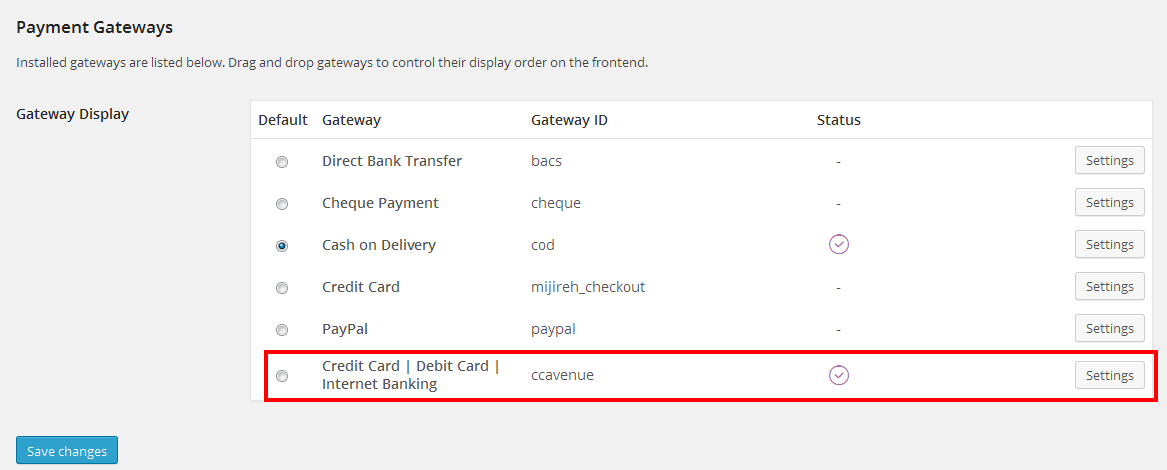 Payment Gateways
Installed gateways are listed below. Drag and drop gateways to control their display order on the frontend.
Gateway Display
Default Gateway Gateway ID Status
Direct Bank Transfer bacs - Settings
Cheque Payment cheque - Settings
Cash on Delivery cod Settings
Credit Card mijireh_checkout - Settings
PayPal paypal - Settings
Credit Card | Debit Card |
Internet Banking ccavenue Settings
Save changes